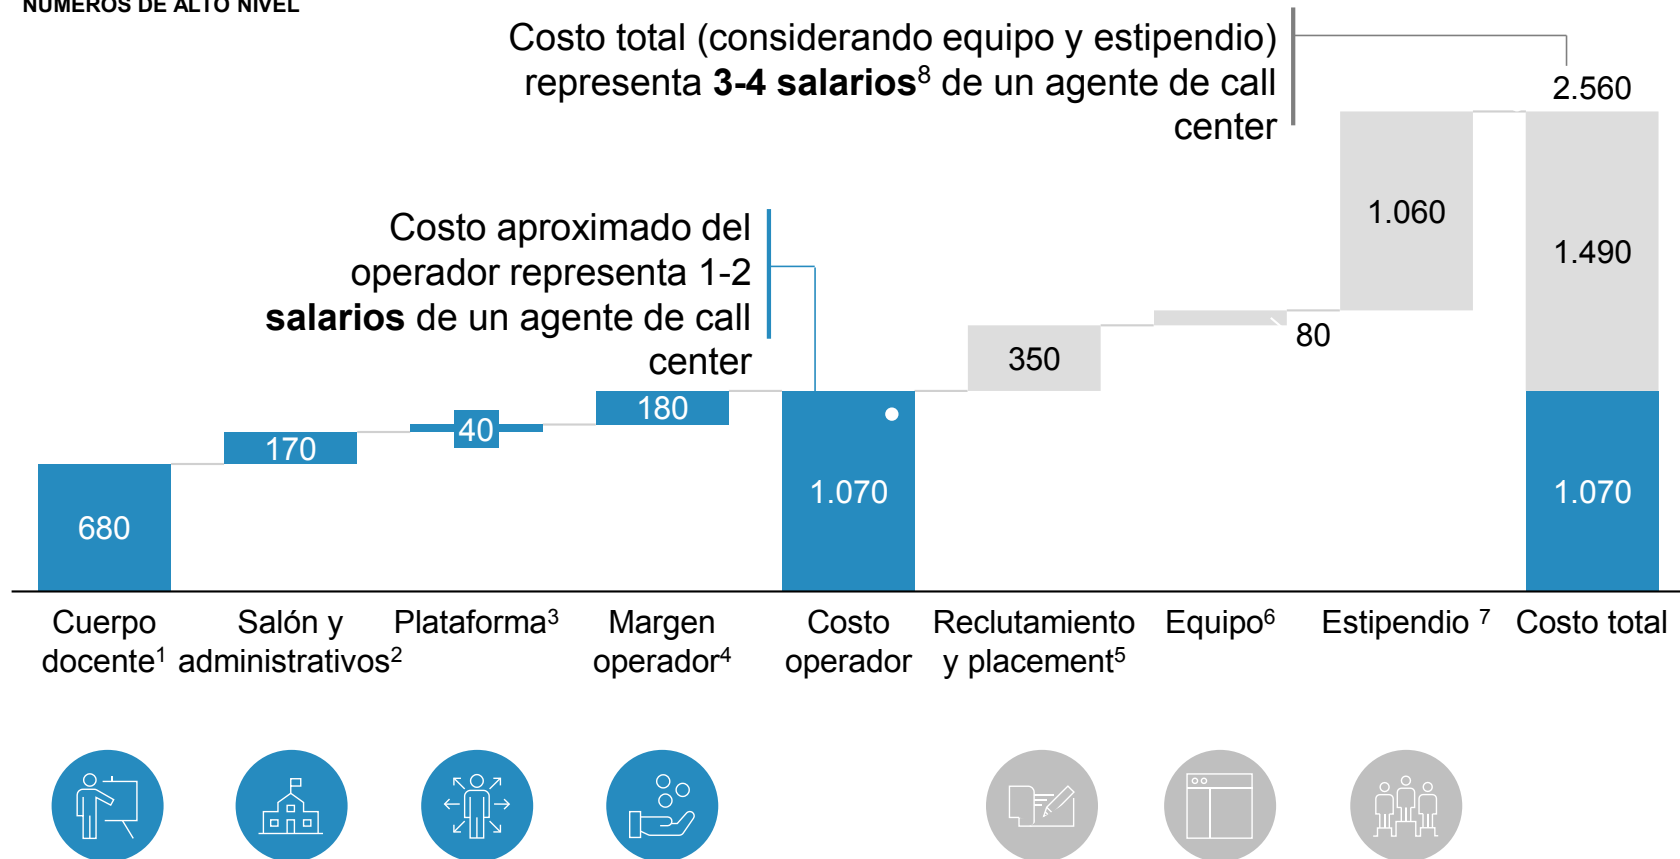 NÚMEROS DE ALTO NIVEL
Costo total (considerando equipo y estipendio)
representa 3-4 salarios⁸ de un agente de call
center
2.560
1.060
1.490
Costo aproximado del
operador representa 1-2
salarios de un agente de call
center
350
80
180
40
170
680
1.070
1.070
Cuerpo
docente¹
Salón y
administrativos²
Plataforma³
Margen
operador⁴
Costo
operador
Reclutamiento
y placement⁵
Equipo⁶
Estipendio ⁷
Costo total